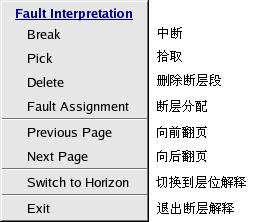 Fault Interpretation
Break 中断
Pick 拾取
Delete 删除断层段
Fault Assignment 断层分配
Previous Page 向前翻页
Next Page 向后翻页
Switch to Horizon 切换到层位解释
Exit 退出断层解释